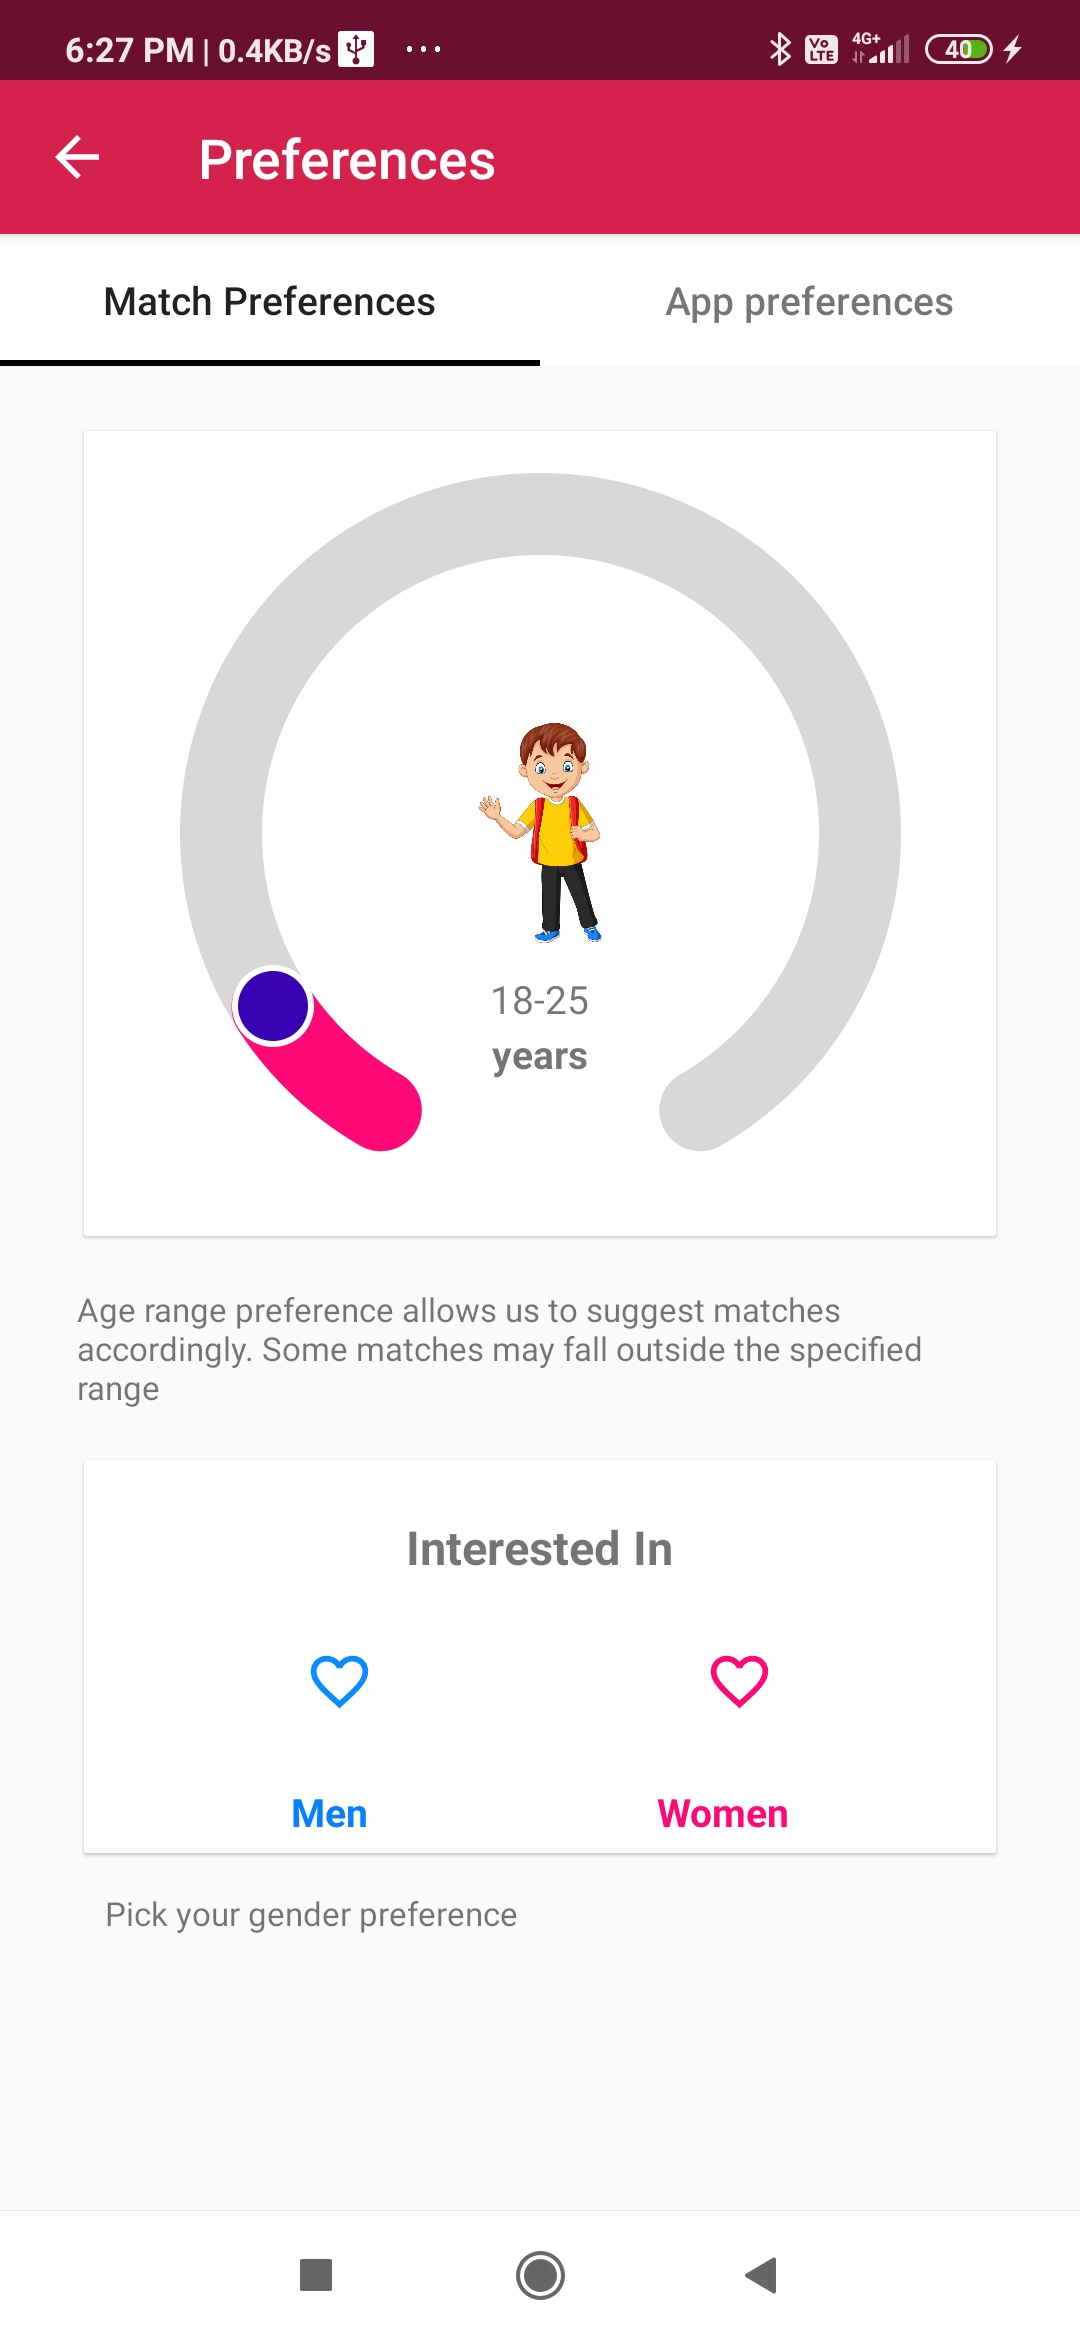 6:27 PM | 0.4KB/s ...
Vo LTE 4G+ 40
Preferences
Match Preferences
App preferences
18-25
years
Age range preference allows us to suggest matches
accordingly. Some matches may fall outside the specified
range
Interested In
Men
Women
Pick your gender preference